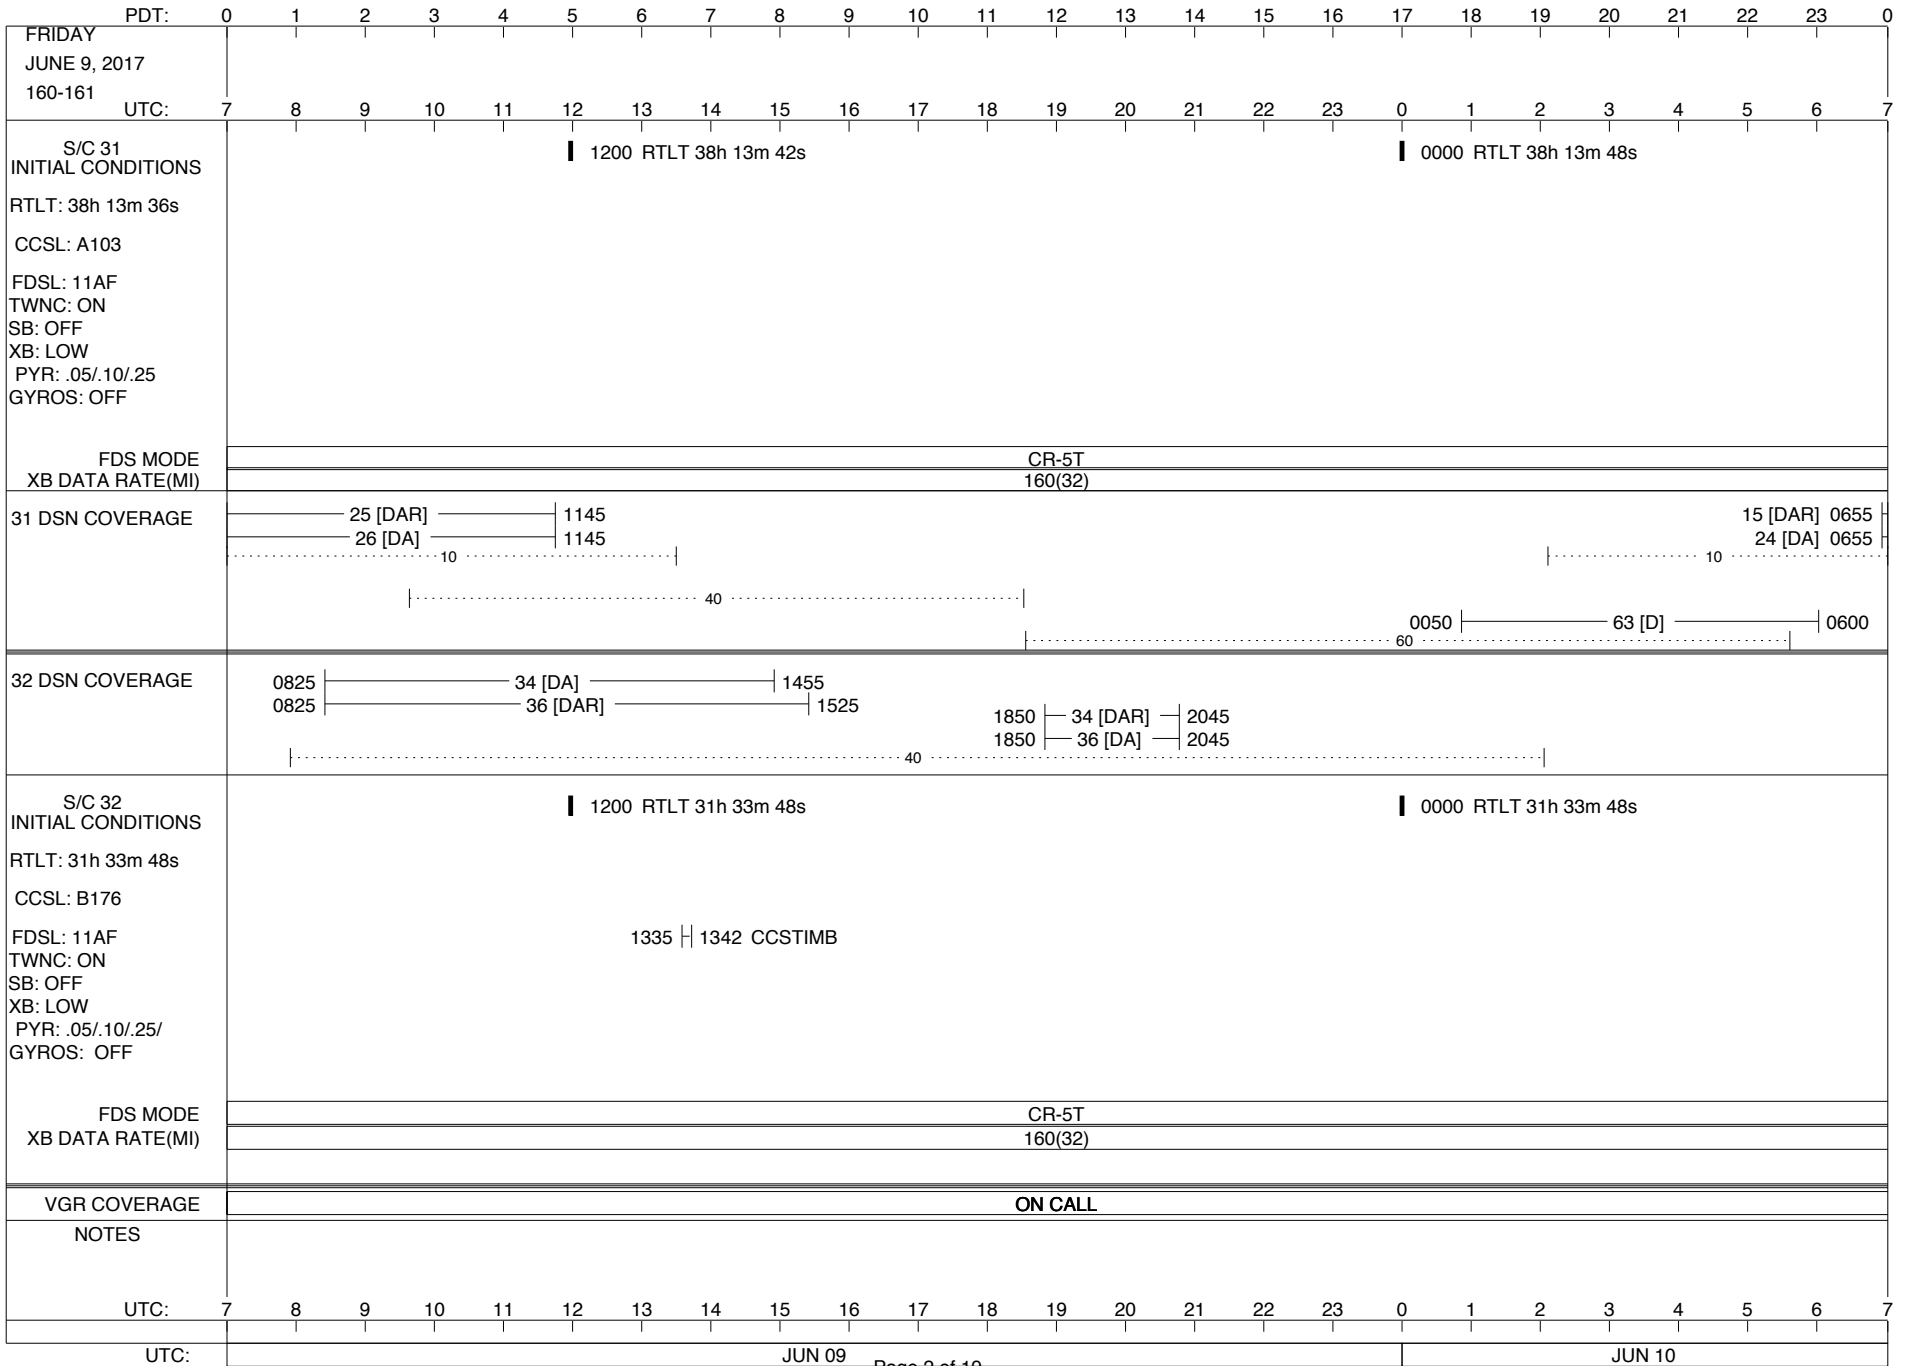 PDT: 0 1 2 3 4 5 6 7 8 9 10 11 12 13 14 15 16 17 18 19 20 21 22 23 0
FRIDAY
JUNE 9, 2017
160-161
UTC: 7 8 9 10 11 12 13 14 15 16 17 18 19 20 21 22 23 0 1 2 3 4 5 6 7
S/C 31
INITIAL CONDITIONS
1200 RTLT 38h 13m 42s
0000 RTLT 38h 13m 48s
RTLT: 38h 13m 36s
CCSL: A103
FDSL: 11AF
TWNC: ON
SB: OFF
XB: LOW
PYR: .05/.10/.25
GYROS: OFF
FDS MODE CR-5T
XB DATA RATE(MI) 160(32)
31 DSN COVERAGE
25 [DAR] 1145 15 [DAR] 0655
26 [DA] 1145 24 [DA] 0655
10 10
40
0050 63 [D] 0600
60
32 DSN COVERAGE
0825 34 [DA] 1455
0825 36 [DAR] 1525
1850 34 [DAR] 2045
1850 36 [DA] 2045
40
S/C 32
INITIAL CONDITIONS
1200 RTLT 31h 33m 48s
0000 RTLT 31h 33m 48s
RTLT: 31h 33m 48s
CCSL: B176
FDSL: 11AF
1335 1342 CCSTIMB
TWNC: ON
SB: OFF
XB: LOW
PYR: .05/.10/.25/
GYROS: OFF
FDS MODE CR-5T
XB DATA RATE(MI) 160(32)
VGR COVERAGE ON CALL
NOTES
UTC: 7 8 9 10 11 12 13 14 15 16 17 18 19 20 21 22 23 0 1 2 3 4 5 6 7
UTC: JUN 09 JUN 10
Page 2 of 19